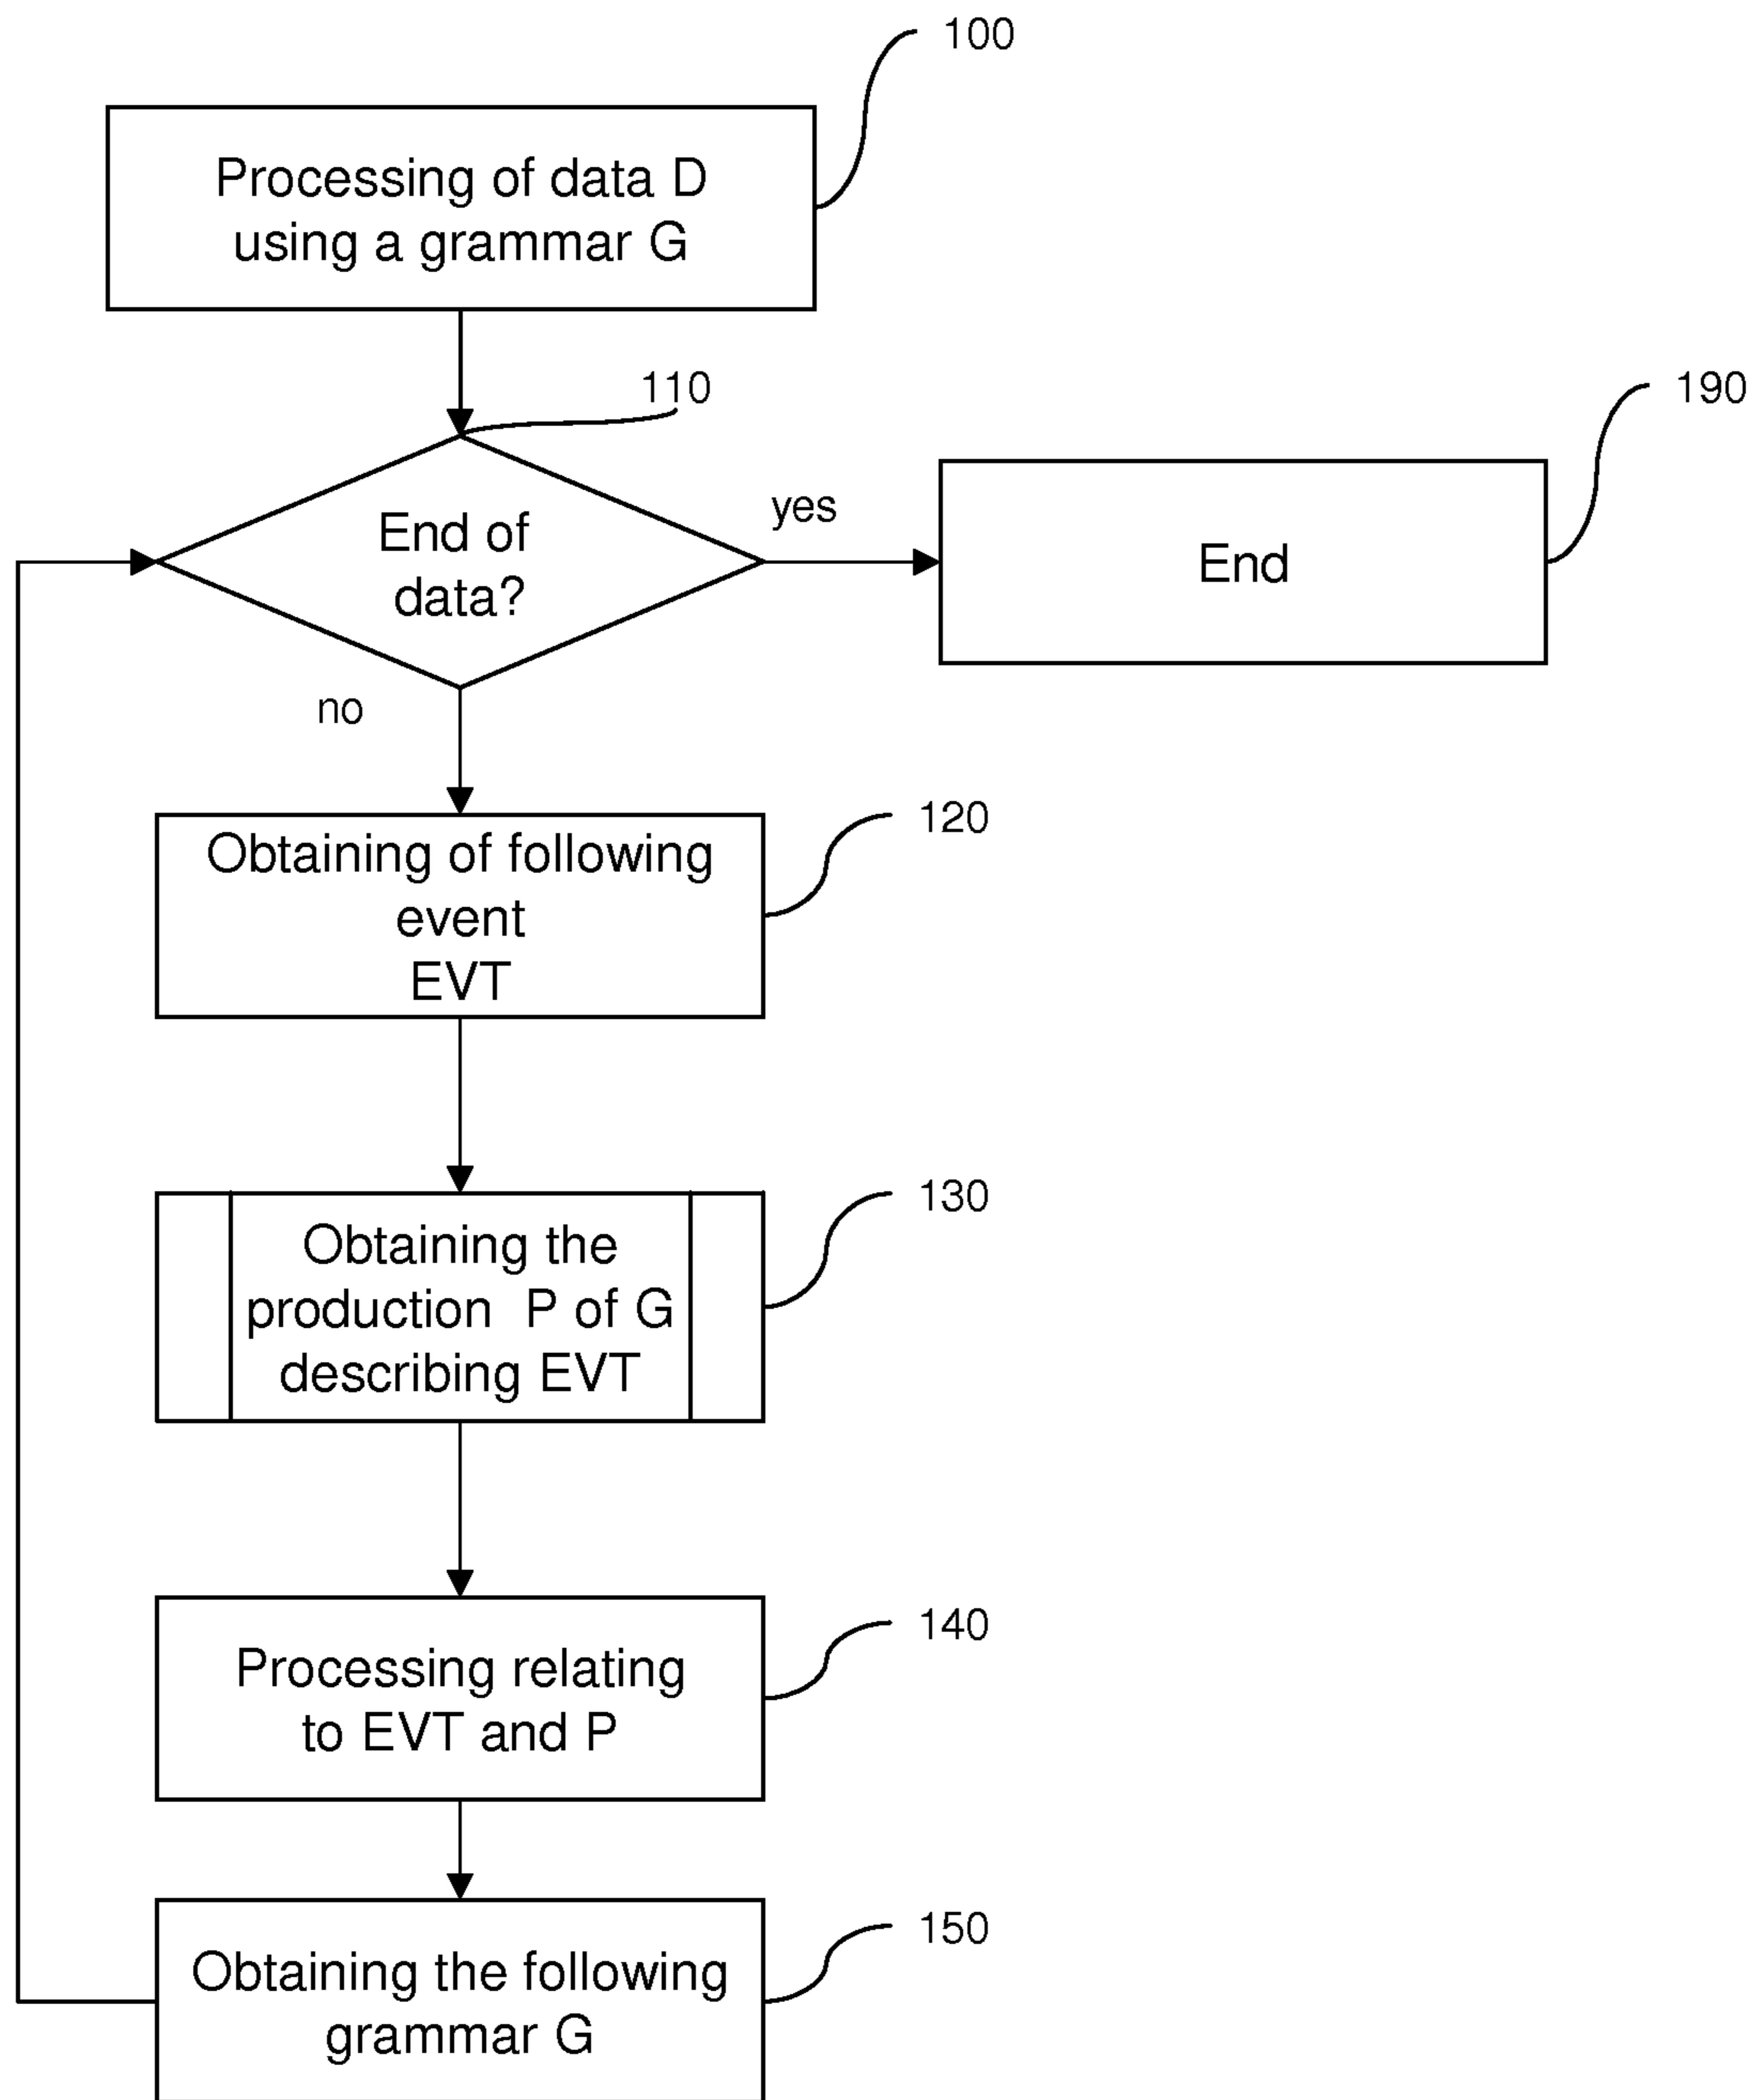 100
Processing of data D
using a grammar G
110
190
End of
data?
yes
End
no
120
Obtaining of following
event
EVT
130
Obtaining the
production P of G
describing EVT
140
Processing relating
to EVT and P
150
Obtaining the following
grammar G